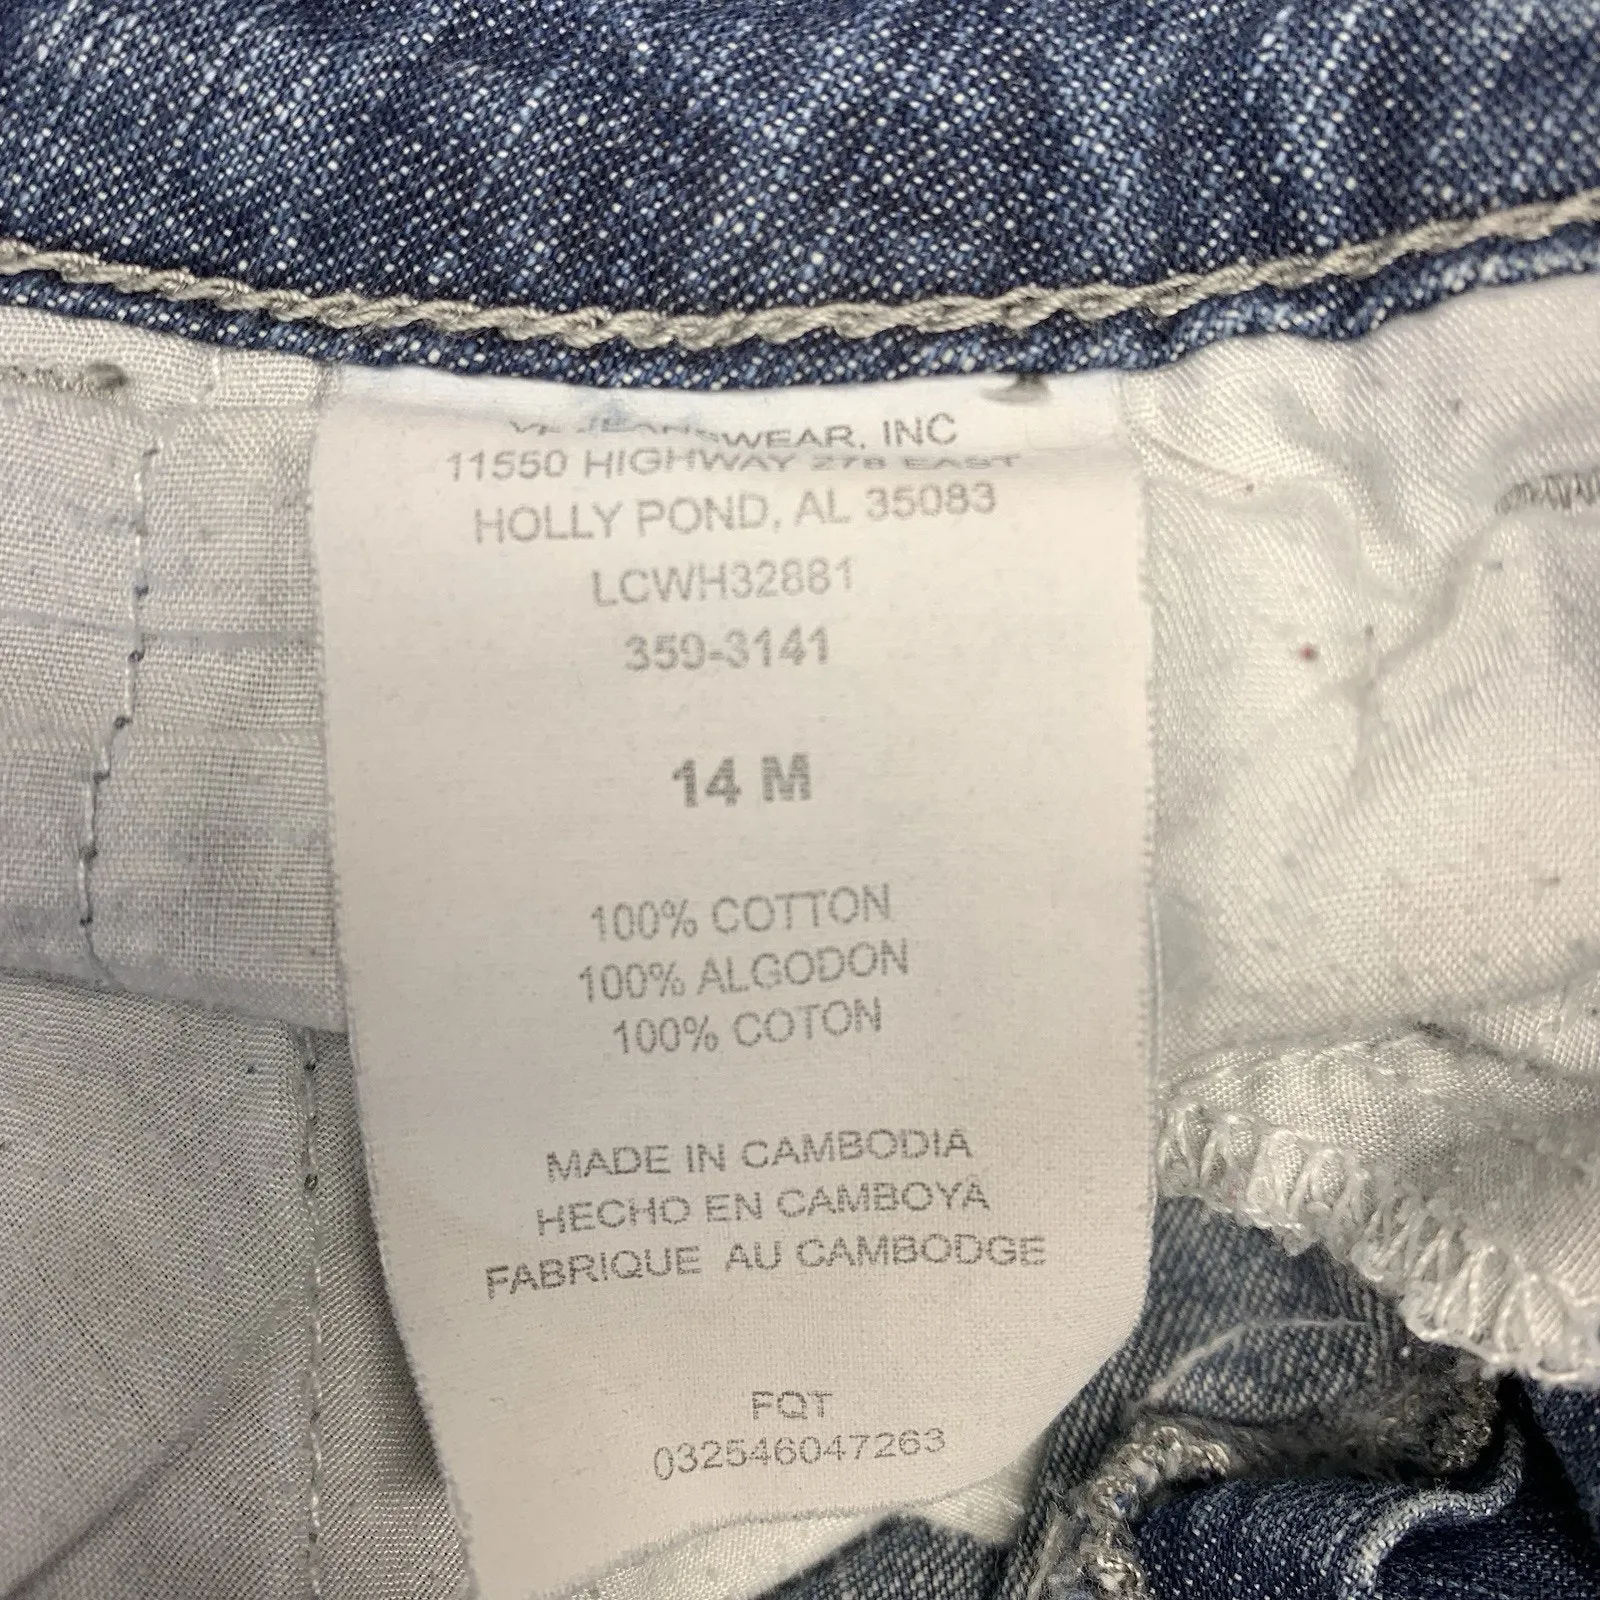 VF JEANSWEAR, INC
11550 HIGHWAY 278 EAST
HOLLY POND, AL 35083
LCWH32881
359-3141
14 M
100% COTTON
100% ALGODON
100% COTON
MADE IN CAMBODIA
HECHO EN CAMBOYA
FABRIQUE AU CAMBODGE
FQT
032546047263